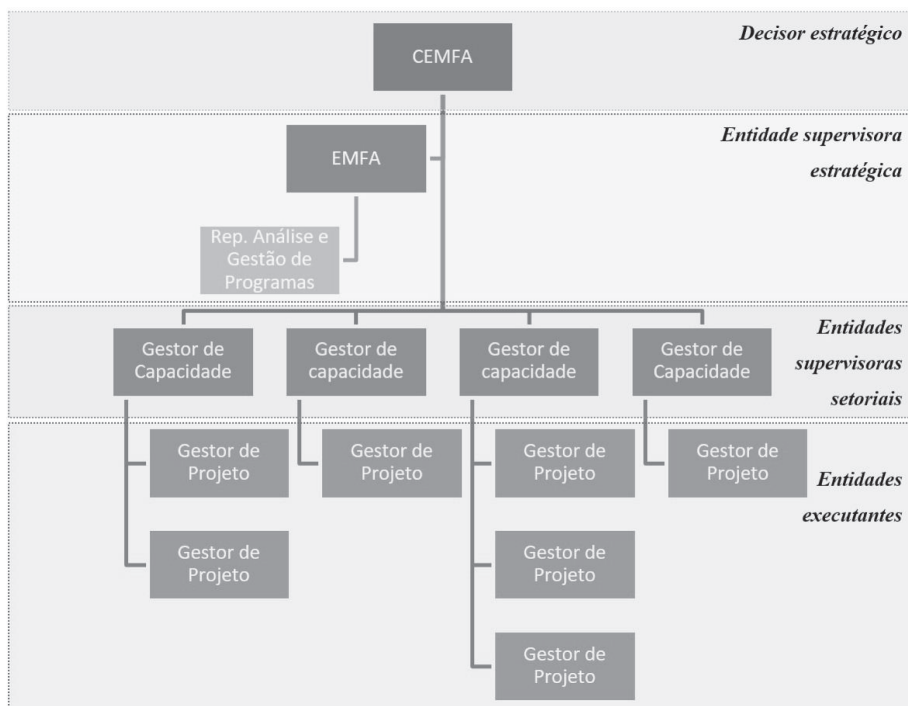 Decisor estratégico
CEMFA
Entidade supervisora
estratégica
EMFA
Rep. Análise e
Gestão de
Programas
Entidades
supervisoras
setoriais
Gestor de
Capacidade
Gestor de
capacidade
Gestor de
capacidade
Gestor de
Capacidade
Entidades
executantes
Gestor de
Projeto
Gestor de
Projeto
Gestor de
Projeto
Gestor de
Projeto
Gestor de
Projeto
Gestor de
Projeto
Gestor de
Projeto